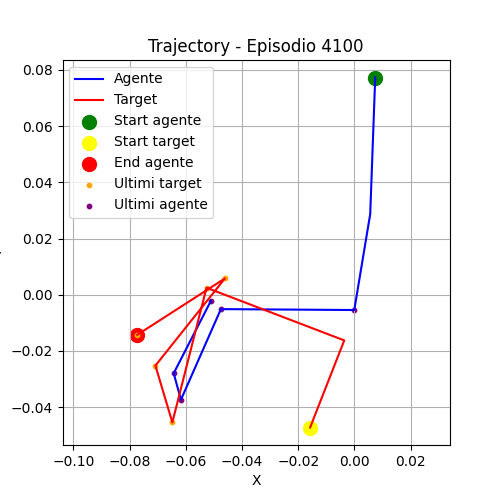 Trajectory - Episodio 4100
Agente
Target
Start agente
Start target
End agente
Ultimi target
Ultimi agente
0.08
0.06
0.04
0.02
0.00
−0.02
−0.04
−0.10
−0.08
−0.06
−0.04
−0.02
0.00
0.02
X